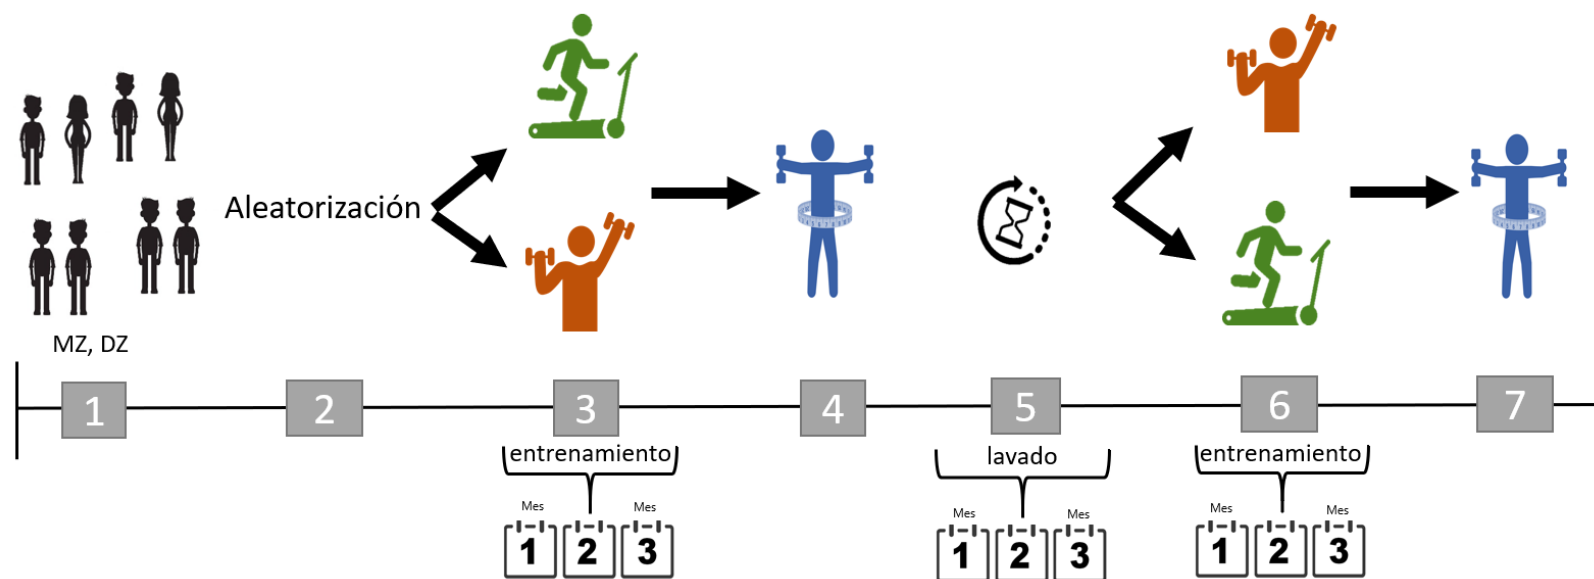 Aleatorización
MZ, DZ
1 2 3 4 5 6 7
entrenamiento lavado entrenamiento
Mes Mes Mes Mes Mes Mes
1 2 3 1 2 3 1 2 3